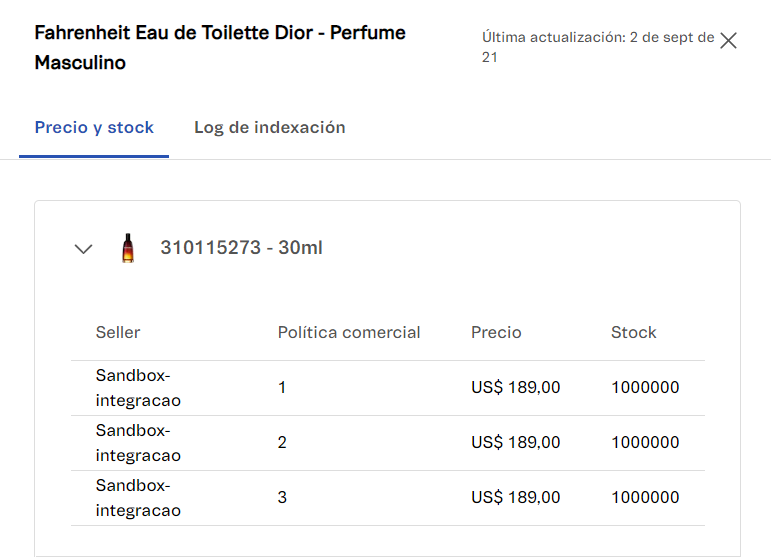 Fahrenheit Eau de Toilette Dior - Perfume
Masculino
Última actualización: 2 de sept de
21
Precio y stock
Log de indexación
310115273 - 30ml
Seller Política comercial Precio Stock
Sandbox-
integracao 1 US$ 189,00 1000000
Sandbox-
integracao 2 US$ 189,00 1000000
Sandbox-
integracao 3 US$ 189,00 1000000